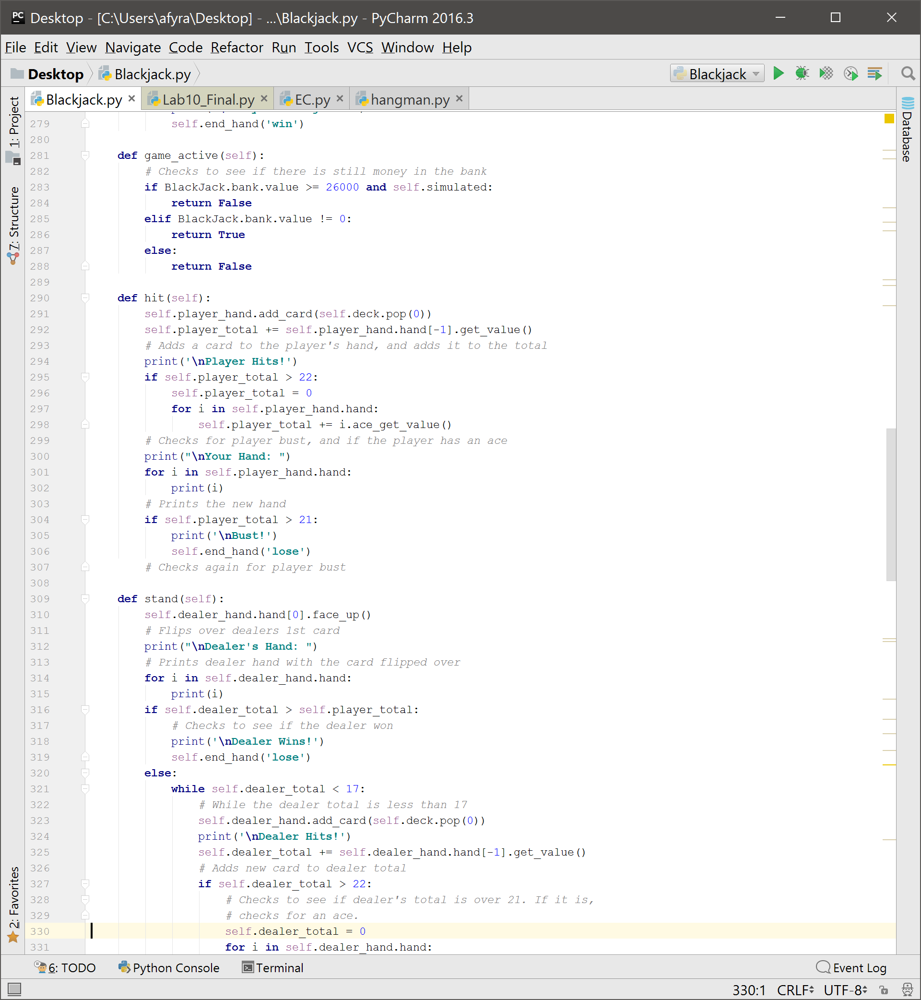 PC Desktop - [C:\Users\afyra\Desktop] - ...\Blackjack.py - PyCharm 2016.3
File Edit View Navigate Code Refactor Run Tools VCS Window Help
Desktop Blackjack.py Blackjack
Blackjack.py Lab10_Final.py EC.py hangman.py
1: Project
7: Structure
2: Favorites
Database
279 self.end_hand('win')
280
281 def game_active(self):
282 # Checks to see if there is still money in the bank
283 if BlackJack.bank.value >= 26000 and self.simulated:
284 return False
285 elif BlackJack.bank.value != 0:
286 return True
287 else:
288 return False
289
290 def hit(self):
291 self.player_hand.add_card(self.deck.pop(0))
292 self.player_total += self.player_hand.hand[-1].get_value()
293 # Adds a card to the player's hand, and adds it to the total
294 print('\nPlayer Hits!')
295 if self.player_total > 22:
296 self.player_total = 0
297 for i in self.player_hand.hand:
298 self.player_total += i.ace_get_value()
299 # Checks for player bust, and if the player has an ace
300 print("\nYour Hand: ")
301 for i in self.player_hand.hand:
302 print(i)
303 # Prints the new hand
304 if self.player_total > 21:
305 print('\nBust!')
306 self.end_hand('lose')
307 # Checks again for player bust
308
309 def stand(self):
310 self.dealer_hand.hand[0].face_up()
311 # Flips over dealers 1st card
312 print("\nDealer's Hand: ")
313 # Prints dealer hand with the card flipped over
314 for i in self.dealer_hand.hand:
315 print(i)
316 if self.dealer_total > self.player_total:
317 # Checks to see if the dealer won
318 print('\nDealer Wins!')
319 self.end_hand('lose')
320 else:
321 while self.dealer_total < 17:
322 # While the dealer total is less than 17
323 self.dealer_hand.add_card(self.deck.pop(0))
324 print('\nDealer Hits!')
325 self.dealer_total += self.dealer_hand.hand[-1].get_value()
326 # Adds new card to dealer total
327 if self.dealer_total > 22:
328 # Checks to see if dealer's total is over 21. If it is,
329 # checks for an ace.
330 self.dealer_total = 0
331 for i in self.dealer_hand.hand:
6: TODO Python Console Terminal Event Log
330:1 CRLF UTF-8